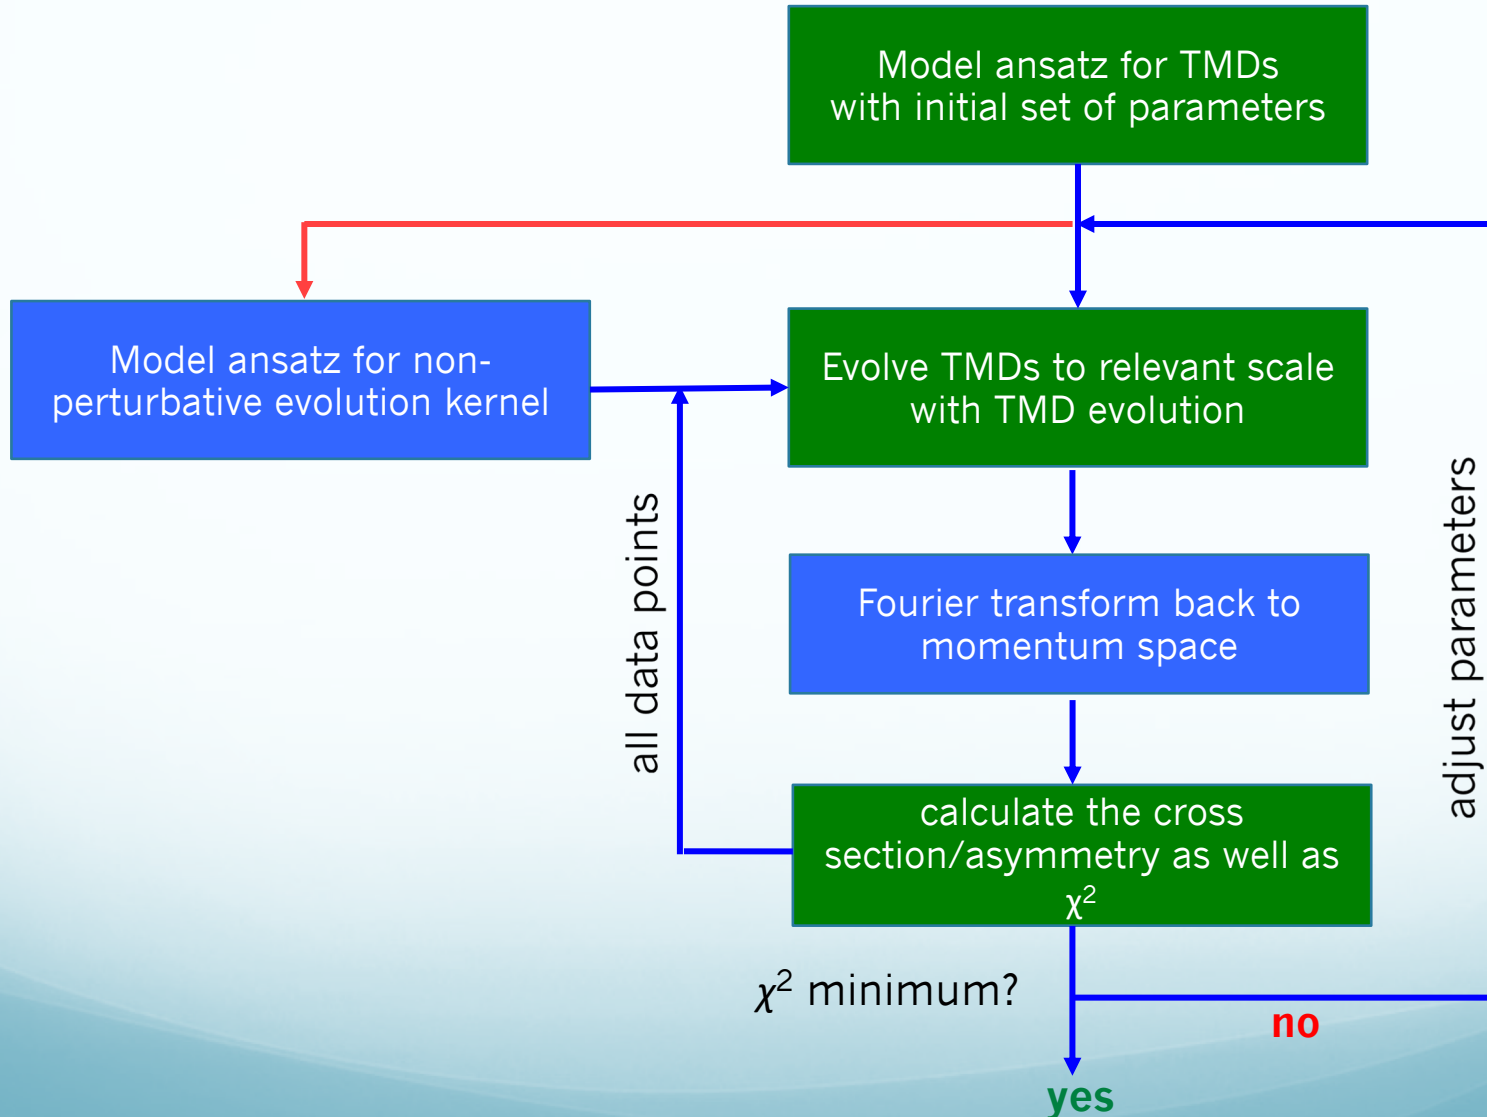 Model ansatz for TMDs
with initial set of parameters
Model ansatz for non-
perturbative evolution kernel
Evolve TMDs to relevant scale
with TMD evolution
all data points
Fourier transform back to
momentum space
adjust parameters
calculate the cross
section/asymmetry as well as
χ²
χ² minimum?
no
yes